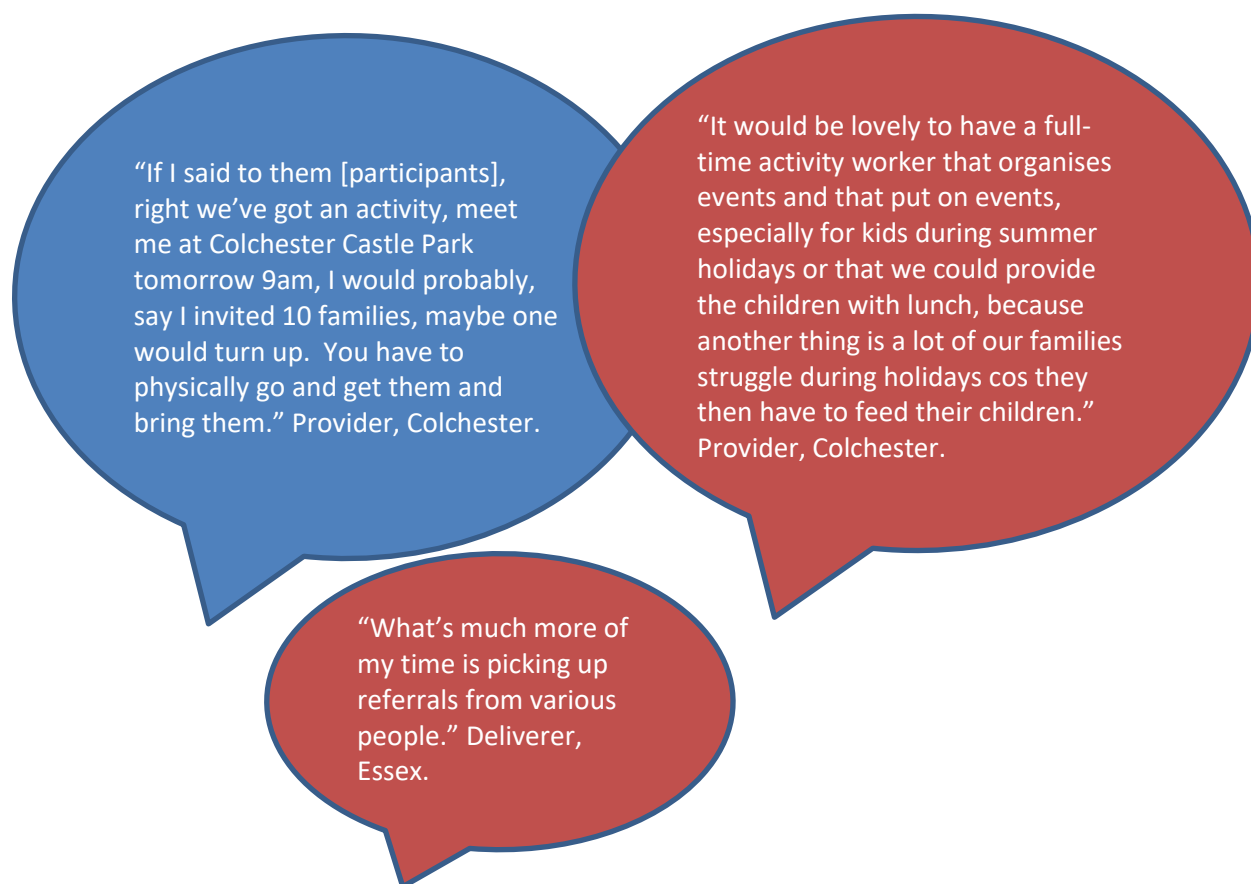 “If I said to them [participants],
right we’ve got an activity, meet
me at Colchester Castle Park
tomorrow 9am, I would probably,
say I invited 10 families, maybe one
would turn up.  You have to
physically go and get them and
bring them.” Provider, Colchester.
“It would be lovely to have a full-
time activity worker that organises
events and that put on events,
especially for kids during summer
holidays or that we could provide
the children with lunch, because
another thing is a lot of our families
struggle during holidays cos they
then have to feed their children.”
Provider, Colchester.
“What’s much more of
my time is picking up
referrals from various
people.” Deliverer,
Essex.